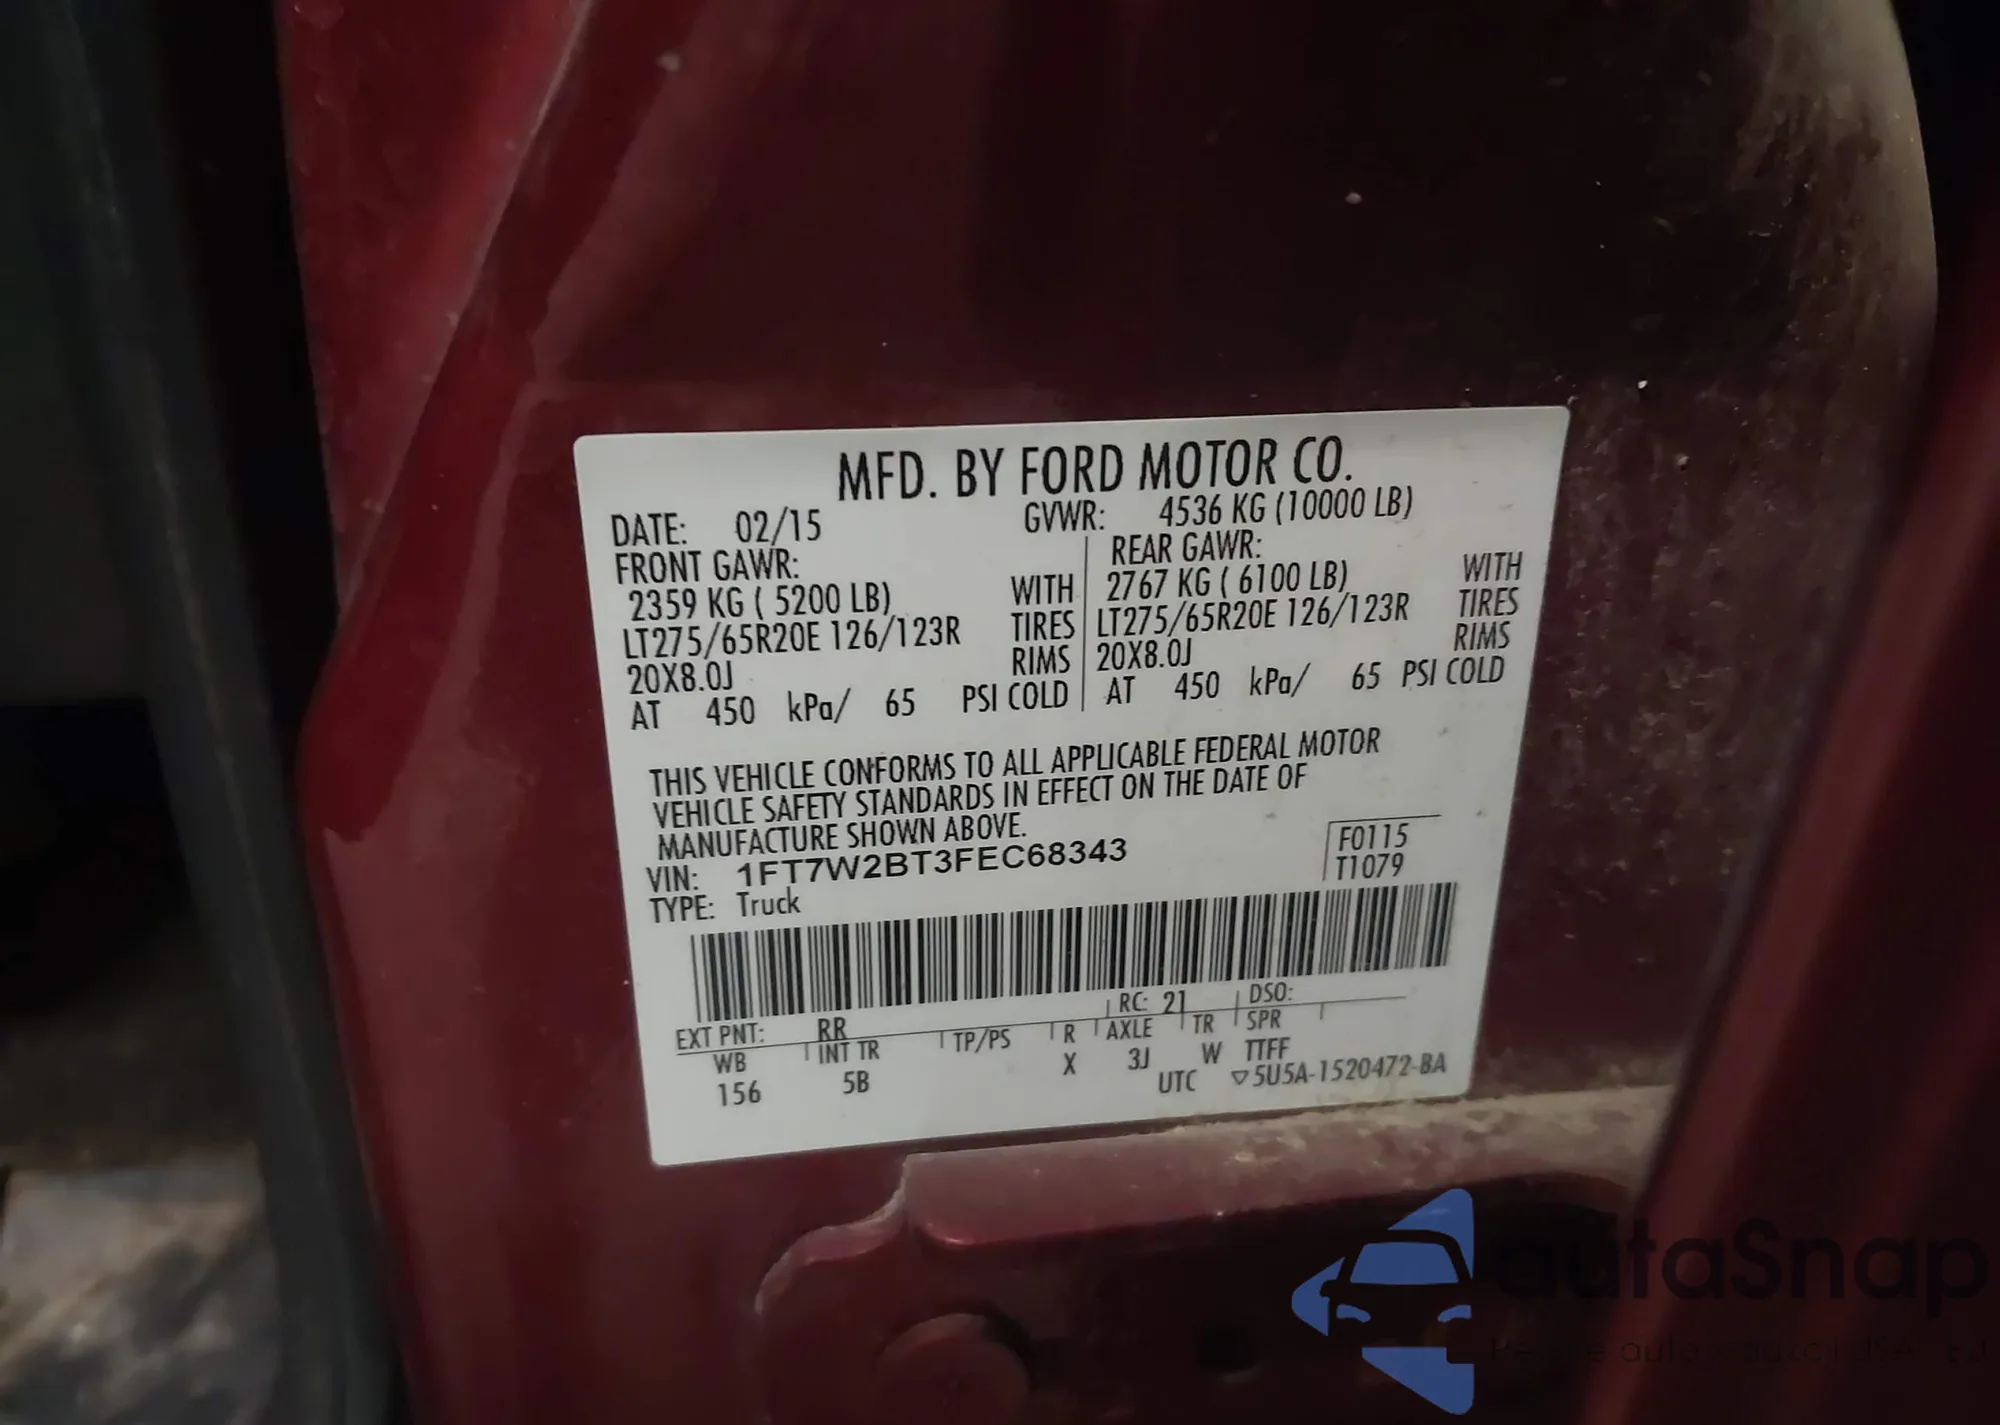 MFD. BY FORD MOTOR CO.
DATE: 02/15 GVWR: 4536 KG (10000 LB)
FRONT GAWR: REAR GAWR:
2359 KG ( 5200 LB) WITH 2767 KG ( 6100 LB) WITH
LT275/65R20E 126/123R TIRES LT275/65R20E 126/123R TIRES
20X8.0J RIMS 20X8.0J RIMS
AT 450 kPa/ 65 PSI COLD AT 450 kPa/ 65 PSI COLD
THIS VEHICLE CONFORMS TO ALL APPLICABLE FEDERAL MOTOR
VEHICLE SAFETY STANDARDS IN EFFECT ON THE DATE OF
MANUFACTURE SHOWN ABOVE.
F0115
VIN: 1FT7W2BT3FEC68343
T1079
TYPE: Truck
EXT PNT: RR RC: 21 DSO:
WB INT TR TP/PS R AXLE TR SPR
156 5B X 3J W TTFF
UTC ▽5U5A-1520472-BA
autaSnap